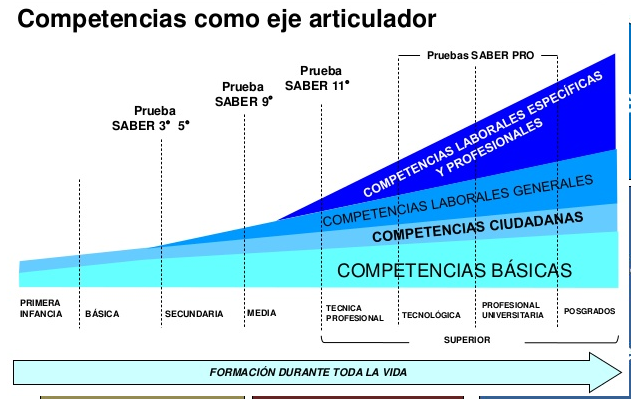 Competencias como eje articulador
Pruebas SABER PRO
Prueba
SABER 11°
Prueba
SABER 9°
Prueba
SABER 3° 5°
COMPETENCIAS LABORALES ESPECÍFICAS
Y PROFESIONALES
COMPETENCIAS LABORALES GENERALES
COMPETENCIAS CIUDADANAS
COMPETENCIAS BÁSICAS
PRIMERA
INFANCIA
BÁSICA
SECUNDARIA
MEDIA
TECNICA
PROFESIONAL
TECNOLÓGICA
PROFESIONAL
UNIVERSITARIA
POSGRADOS
SUPERIOR
FORMACIÓN DURANTE TODA LA VIDA